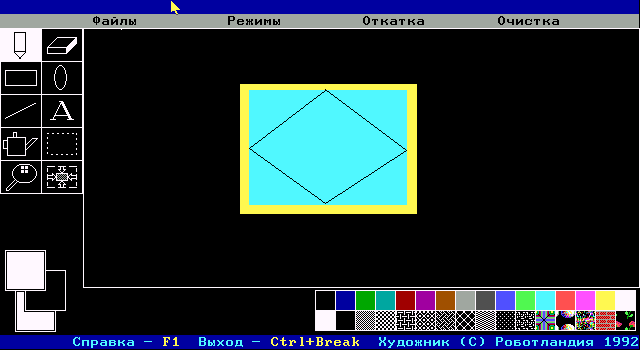 Файлы Режимы Откатка Очистка
A
Справка - F1 Выход - Ctrl+Break Художник (C) Роботландия 1992